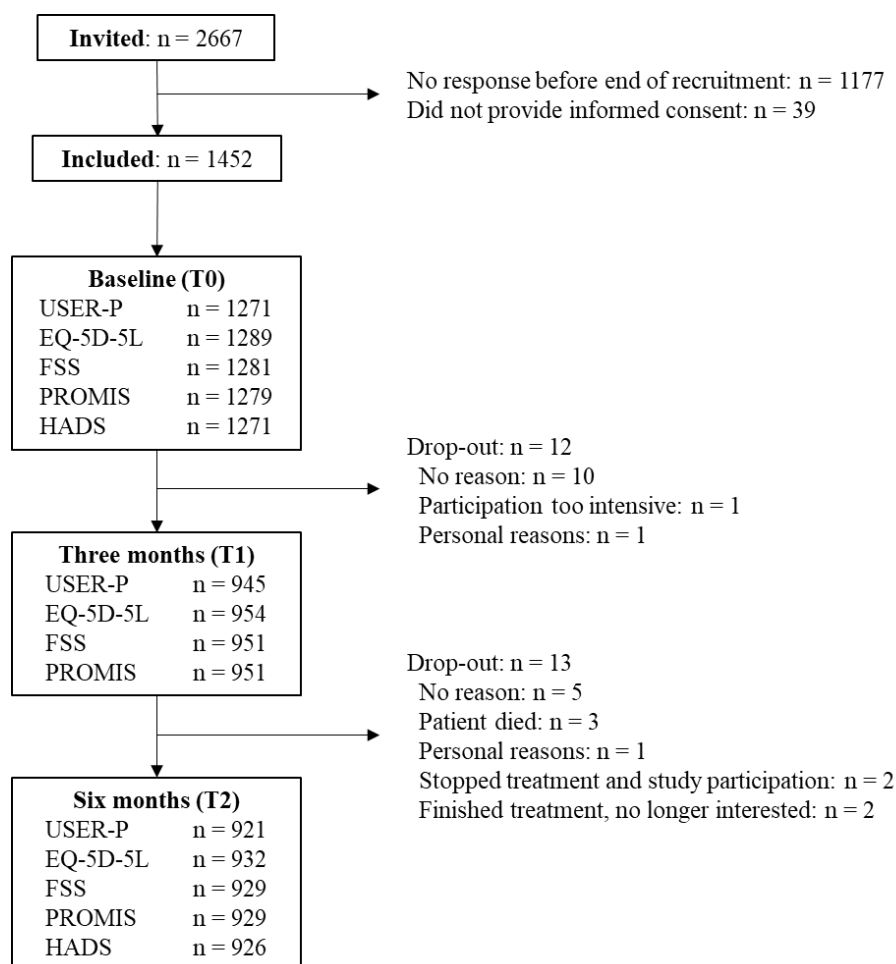 Invited: n = 2667
No response before end of recruitment: n = 1177
Did not provide informed consent: n = 39
Included: n = 1452
Baseline (T0)
USER-P n = 1271
EQ-5D-5L n = 1289
FSS n = 1281
PROMIS n = 1279
HADS n = 1271
Drop-out: n = 12
No reason: n = 10
Participation too intensive: n = 1
Personal reasons: n = 1
Three months (T1)
USER-P n = 945
EQ-5D-5L n = 954
FSS n = 951
PROMIS n = 951
Drop-out: n = 13
No reason: n = 5
Patient died: n = 3
Personal reasons: n = 1
Stopped treatment and study participation: n = 2
Finished treatment, no longer interested: n = 2
Six months (T2)
USER-P n = 921
EQ-5D-5L n = 932
FSS n = 929
PROMIS n = 929
HADS n = 926